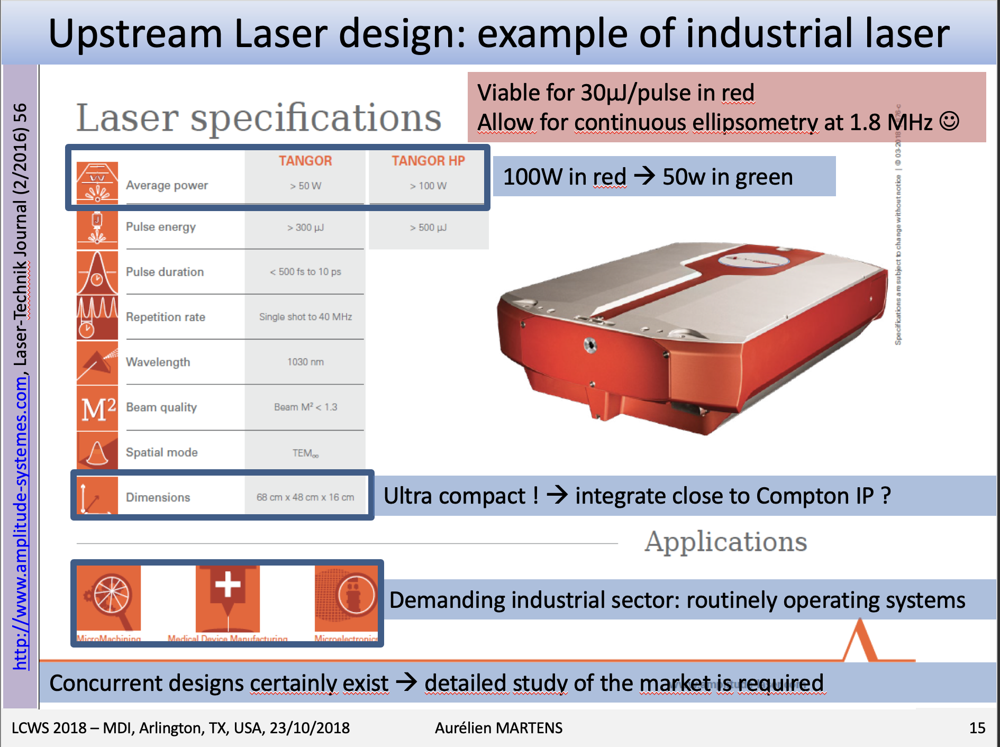 Upstream Laser design: example of industrial laser
http://www.amplitude-systemes.com, Laser-Technik Journal (2/2016) 56
Viable for 30µJ/pulse in red
Allow for continuous ellipsometry at 1.8 MHz ☺
Laser specifications
TANGOR TANGOR HP
Average power > 50 W > 100 W
100W in red → 50w in green
Pulse energy > 300 µJ > 500 µJ
Pulse duration < 500 fs to 10 ps
Repetition rate Single shot to 40 MHz
Wavelength 1030 nm
M² Beam quality Beam M² < 1.3
Spatial mode TEM₀₀
Dimensions 68 cm x 48 cm x 16 cm
Ultra compact ! → integrate close to Compton IP ?
Specifications are subject to change without notice | © 03-2018
Applications
MicroMachining Medical Device Manufacturing Microelectronics
Demanding industrial sector: routinely operating systems
Concurrent designs certainly exist → detailed study of the market is required
LCWS 2018 – MDI, Arlington, TX, USA, 23/10/2018 Aurélien MARTENS 15